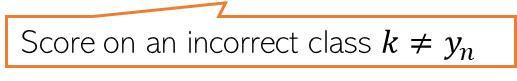 Score on an incorrect class k ≠ yₙ